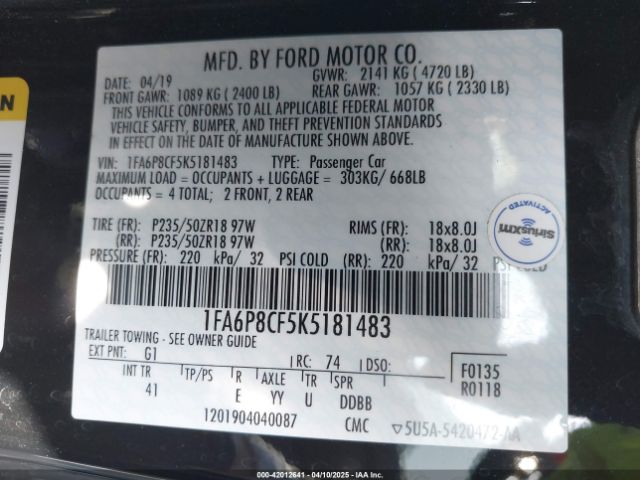 MFD. BY FORD MOTOR CO.
DATE: 04/19 GVWR: 2141 KG (4720 LB)
FRONT GAWR: 1089 KG (2400 LB) REAR GAWR: 1057 KG (2330 LB)
THIS VEHICLE CONFORMS TO ALL APPLICABLE FEDERAL MOTOR
VEHICLE SAFETY, BUMPER, AND THEFT PREVENTION STANDARDS
IN EFFECT ON THE DATE OF MANUFACTURE SHOWN ABOVE.
VIN: 1FA6P8CF5K5181483 TYPE: Passenger Car
MAXIMUM LOAD = OCCUPANTS + LUGGAGE = 303KG/ 668LB
OCCUPANTS = 4 TOTAL; 2 FRONT, 2 REAR
ACTIVATED
((siriusxm))
TIRE (FR): P235/50ZR18 97W RIMS (FR): 18x8.0J
(RR): P235/50ZR18 97W (RR): 18x8.0J
PRESSURE (FR): 220 kPa/ 32 PSI COLD (RR): 220 kPa/ 32 PSI COLD
1FA6P8CF5K5181483
TRAILER TOWING - SEE OWNER GUIDE
EXT PNT: G1 RC: 74 DSO: F0135
INT TR TP/PS R AXLE TR SPR R0118
41 E YY U DDBB
1201904040087 CMC 5U5A-5420472-AA
000-42012641 - 04/10/2025 - IAAI.COM